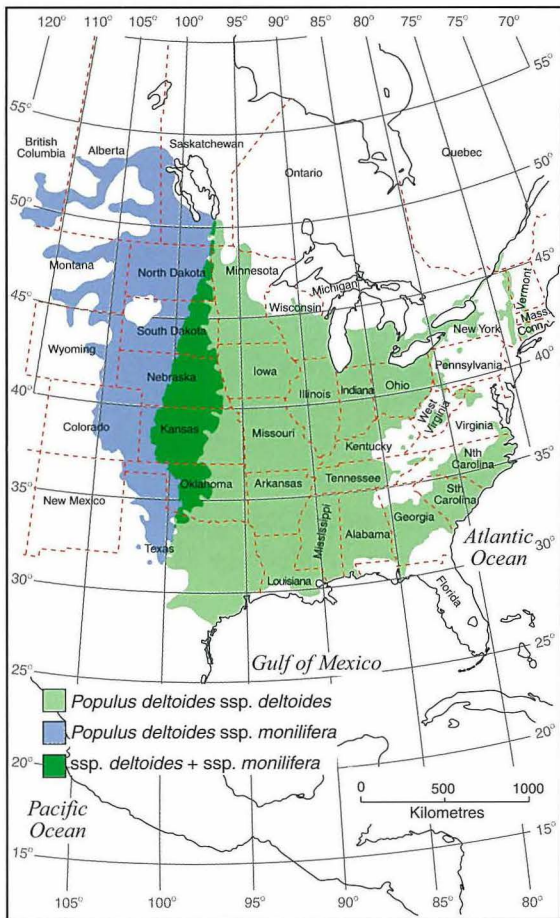 120° 110° 100° 90° 80° 70°
55°
55°
British
Columbia
Alberta
Saskatchewan
Ontario
Quebec
50°
50°
Montana
North Dakota
Minnesota
Michigan
Wisconsin
Vermont
45°
45°
Mass.
Conn.
New York
South Dakota
Wyoming
Iowa
Pennsylvania
Nebraska
Illinois
Indiana
Ohio
40°
40°
West
Virginia
Virginia
Colorado
Kansas
Missouri
Kentucky
Nth
Carolina
35°
35°
Oklahoma
Arkansas
Tennessee
Sth
Carolina
New Mexico
Mississippi
Alabama
Georgia
Atlantic
Ocean
30°
Texas
30°
Louisiana
Florida
25°
Gulf of Mexico
25°
Populus deltoides ssp. deltoides
Populus deltoides ssp. monilifera
20°
20°
ssp. deltoides + ssp. monilifera
0 500 1000
Kilometres
Pacific
Ocean
15°
15°
105° 100° 95° 90° 85° 80°